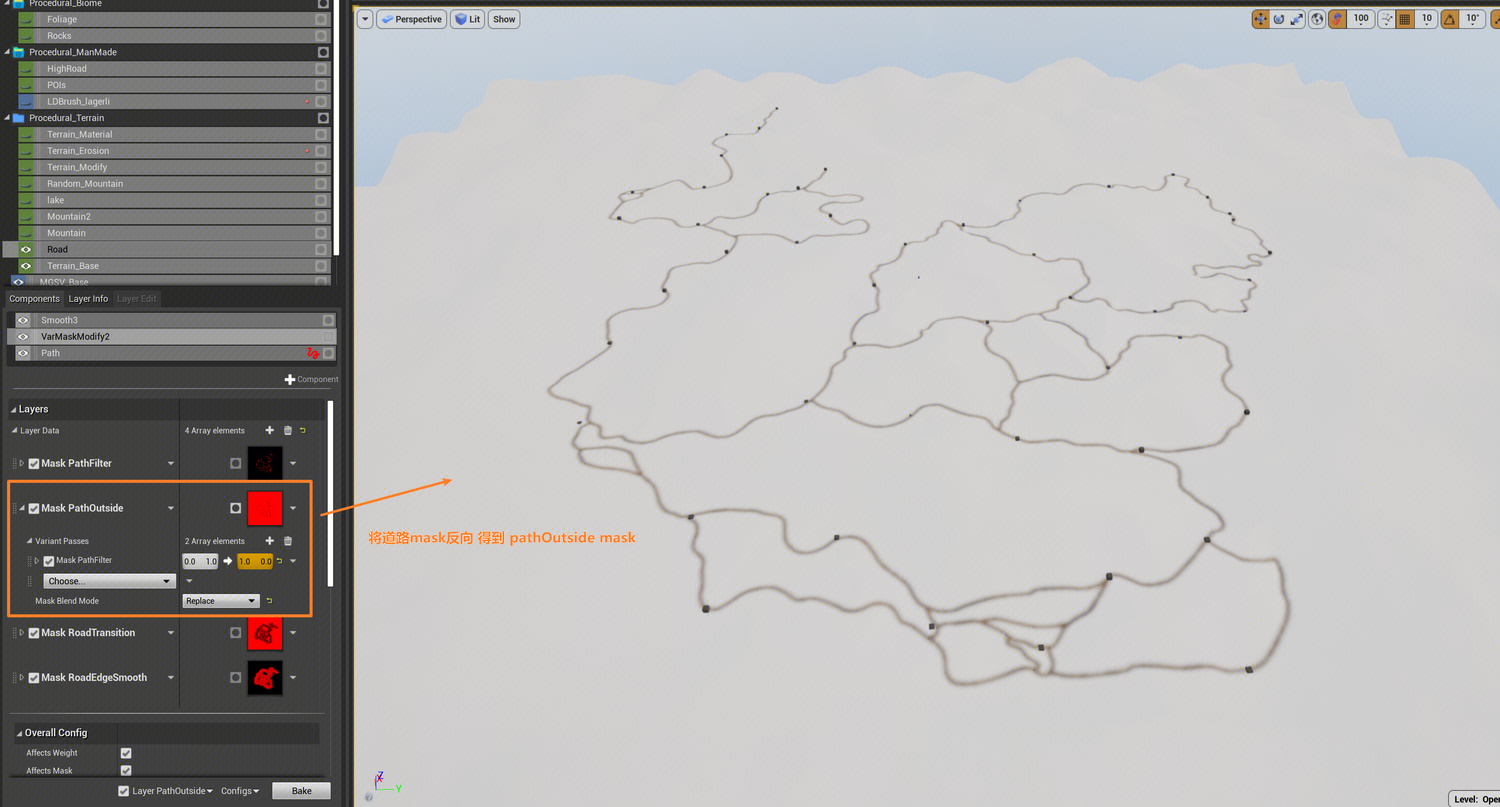 Procedural_Biome
Foliage
Rocks
Procedural_ManMade
HighRoad
POIs
LDBrush_lagerli
Procedural_Terrain
Terrain_Material
Terrain_Erosion
Terrain_Modify
Random_Mountain
lake
Mountain2
Mountain
Road
Terrain_Base
MGSV_Base
Components Layer Info Layer Edit
Smooth3
VarMaskModify2
Path
Component
Layers
Layer Data 4 Array elements
Mask PathFilter
Mask PathOutside
Variant Passes 2 Array elements
Mask PathFilter 0.0 1.0 1.0 0.0
Choose...
Mask Blend Mode Replace
Mask RoadTransition
Mask RoadEdgeSmooth
Overall Config
Affects Weight
Affects Mask
Layer PathOutside Configs Bake
Perspective Lit Show 100 10 10°
将道路mask反向 得到 pathOutside mask
Z
Y
Level: Open